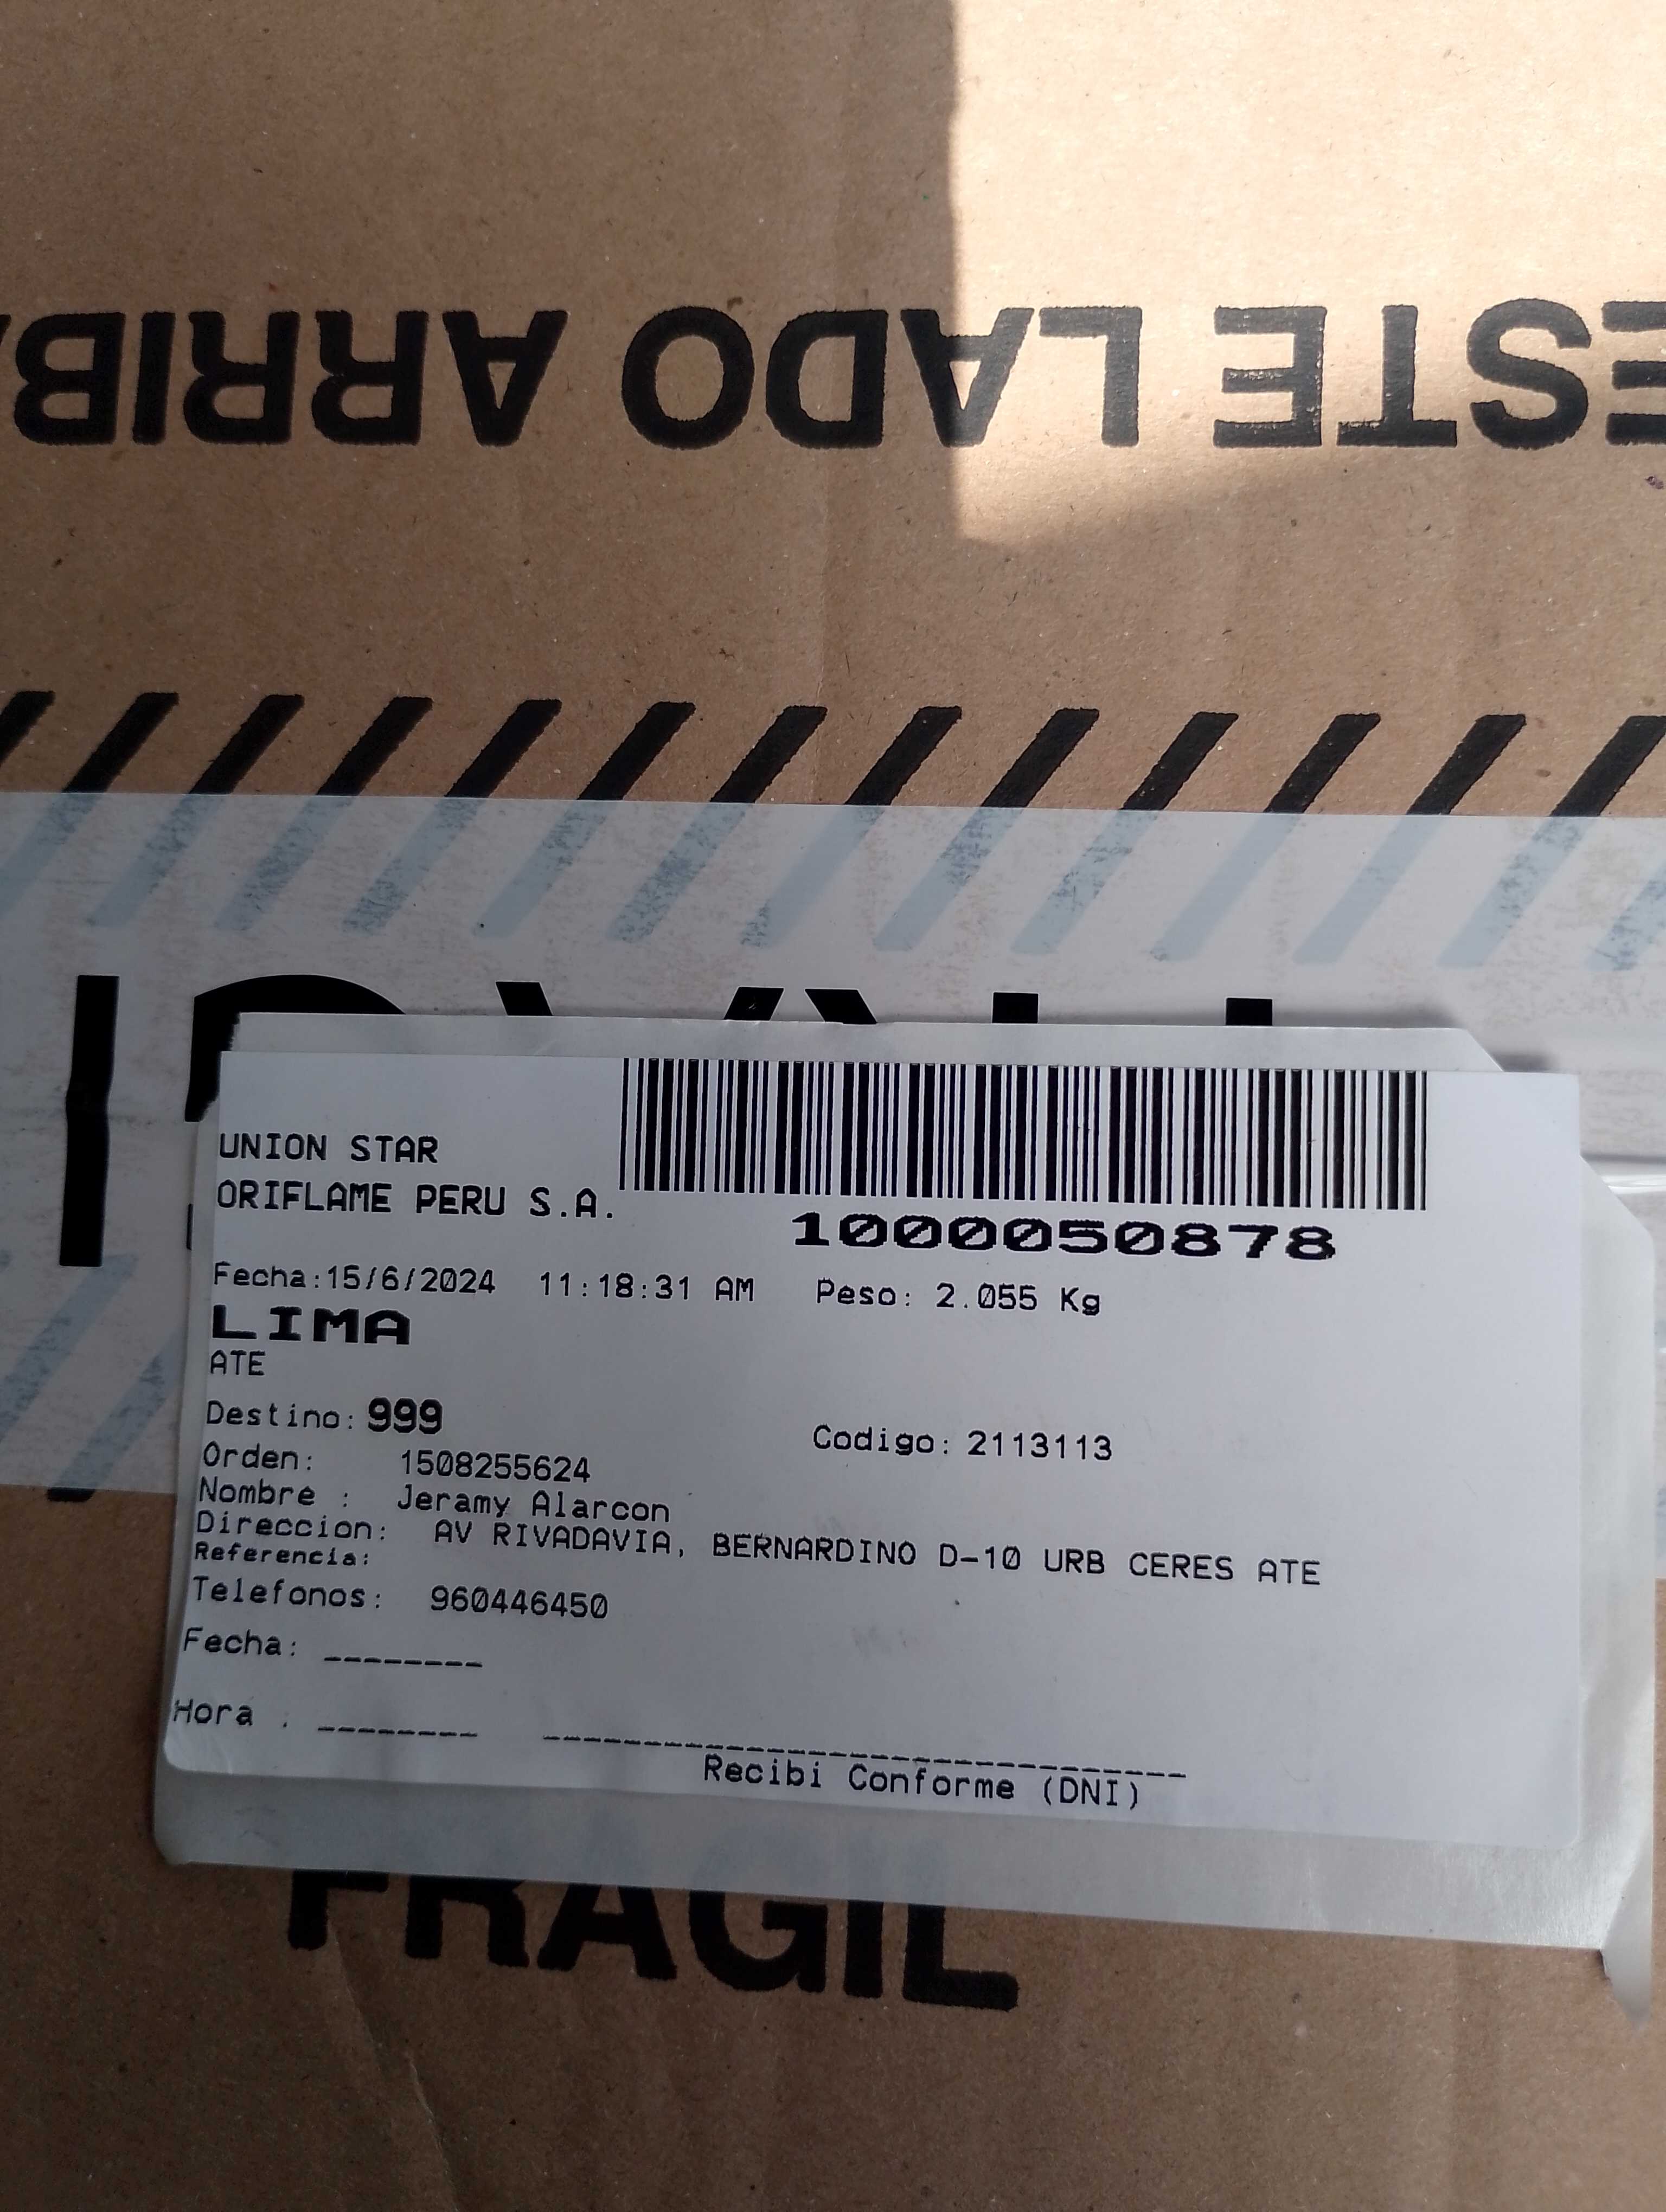 ESTE LADO ARRIBA
UNION STAR
ORIFLAME PERU S.A.
1000050878
Fecha:15/6/2024 11:18:31 AM Peso: 2.055 Kg
LIMA
ATE
Destino: 999
Codigo: 2113113
Orden: 1508255624
Nombre : Jeramy Alarcon
Direccion: AV RIVADAVIA, BERNARDINO D-10 URB CERES ATE
Referencia:
Telefonos: 960446450
Fecha: ________
Hora : ________
Recibi Conforme (DNI)
FRAGIL